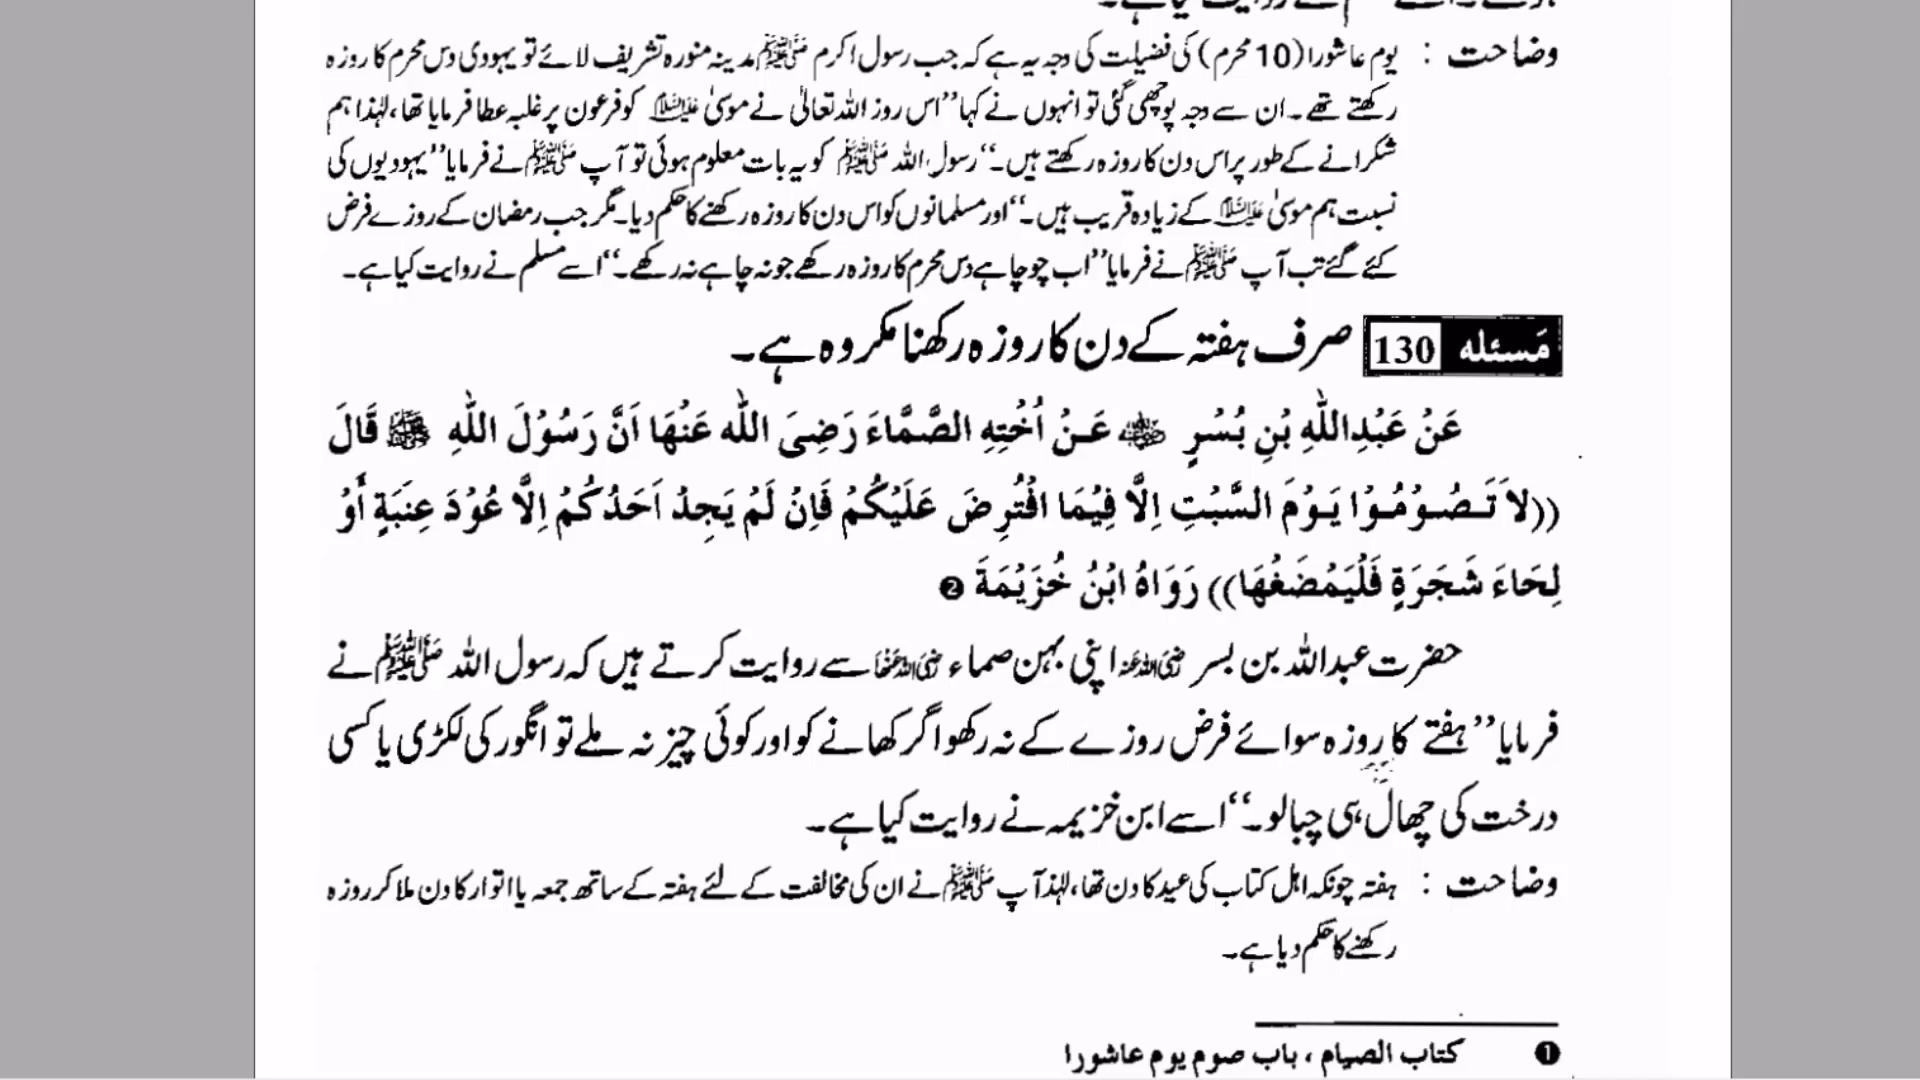 وضاحت : یوم عاشورا (10 محرم) کی فضیلت کی وجہ یہ ہے کہ جب رسول اکرم ﷺ مدینہ منورہ تشریف لائے تو یہودی دس محرم کا روزہ
رکھتے تھے۔ ان سے وجہ پوچھی گئی تو انہوں نے کہا ’’اس روز اللہ تعالیٰ نے موسیٰ علیہ السلام کو فرعون پر غلبہ عطا فرمایا تھا، لہٰذا ہم
شکرانے کے طور پر اس دن کا روزہ رکھتے ہیں۔‘‘ رسول اللہ ﷺ کو یہ بات معلوم ہوئی تو آپ ﷺ نے فرمایا ’’یہودیوں کی
نسبت ہم موسیٰ علیہ السلام کے زیادہ قریب ہیں۔‘‘ اور مسلمانوں کو اس دن کا روزہ رکھنے کا حکم دیا۔ مگر جب رمضان کے روزے فرض
کئے گئے تب آپ ﷺ نے فرمایا ’’اب جو چاہے دس محرم کا روزہ رکھے جو نہ چاہے نہ رکھے۔‘‘ اسے مسلم نے روایت کیا ہے۔
مَسئلہ 130 صرف ہفتہ کے دن کا روزہ رکھنا مکروہ ہے۔
عَنْ عَبْدِاللّٰهِ بْنِ بُسْرٍ رضی اللہ عنہ عَنْ اُخْتِهِ الصَّمَّاءَ رَضِیَ اللّٰه عَنْهَا اَنَّ رَسُوْلَ اللّٰهِ ﷺ قَالَ
((لاَ تَصُوْمُوْا یَوْمَ السَّبْتِ اِلَّا فِیْمَا افْتُرِضَ عَلَیْكُمْ فَاِنْ لَمْ یَجِدْ اَحَدُكُمْ اِلَّا عُوْدَ عِنَبَةٍ أَوْ
لِحَاءَ شَجَرَةٍ فَلْیَمْضَغْهَا)) رَوَاهُ ابْنُ خُزَیْمَةَ ❷
حضرت عبداللہ بن بسر رضی اللہ عنہ اپنی بہن صماء رضی اللہ عنہا سے روایت کرتے ہیں کہ رسول اللہ ﷺ نے
فرمایا ’’ہفتے کا روزہ سوائے فرض روزے کے نہ رکھو اگر کھانے کو اور کوئی چیز نہ ملے تو انگور کی لکڑی یا کسی
درخت کی چھال ہی چبا لو۔‘‘ اسے ابن خزیمہ نے روایت کیا ہے۔
وضاحت : ہفتہ چونکہ اہل کتاب کی عید کا دن تھا، لہٰذ آپ ﷺ نے ان کی مخالفت کے لئے ہفتہ کے ساتھ جمعہ یا اتوار کا دن ملا کر روزہ
رکھنے کا حکم دیا ہے۔
❶ كتاب الصيام ، باب صوم يوم عاشورا